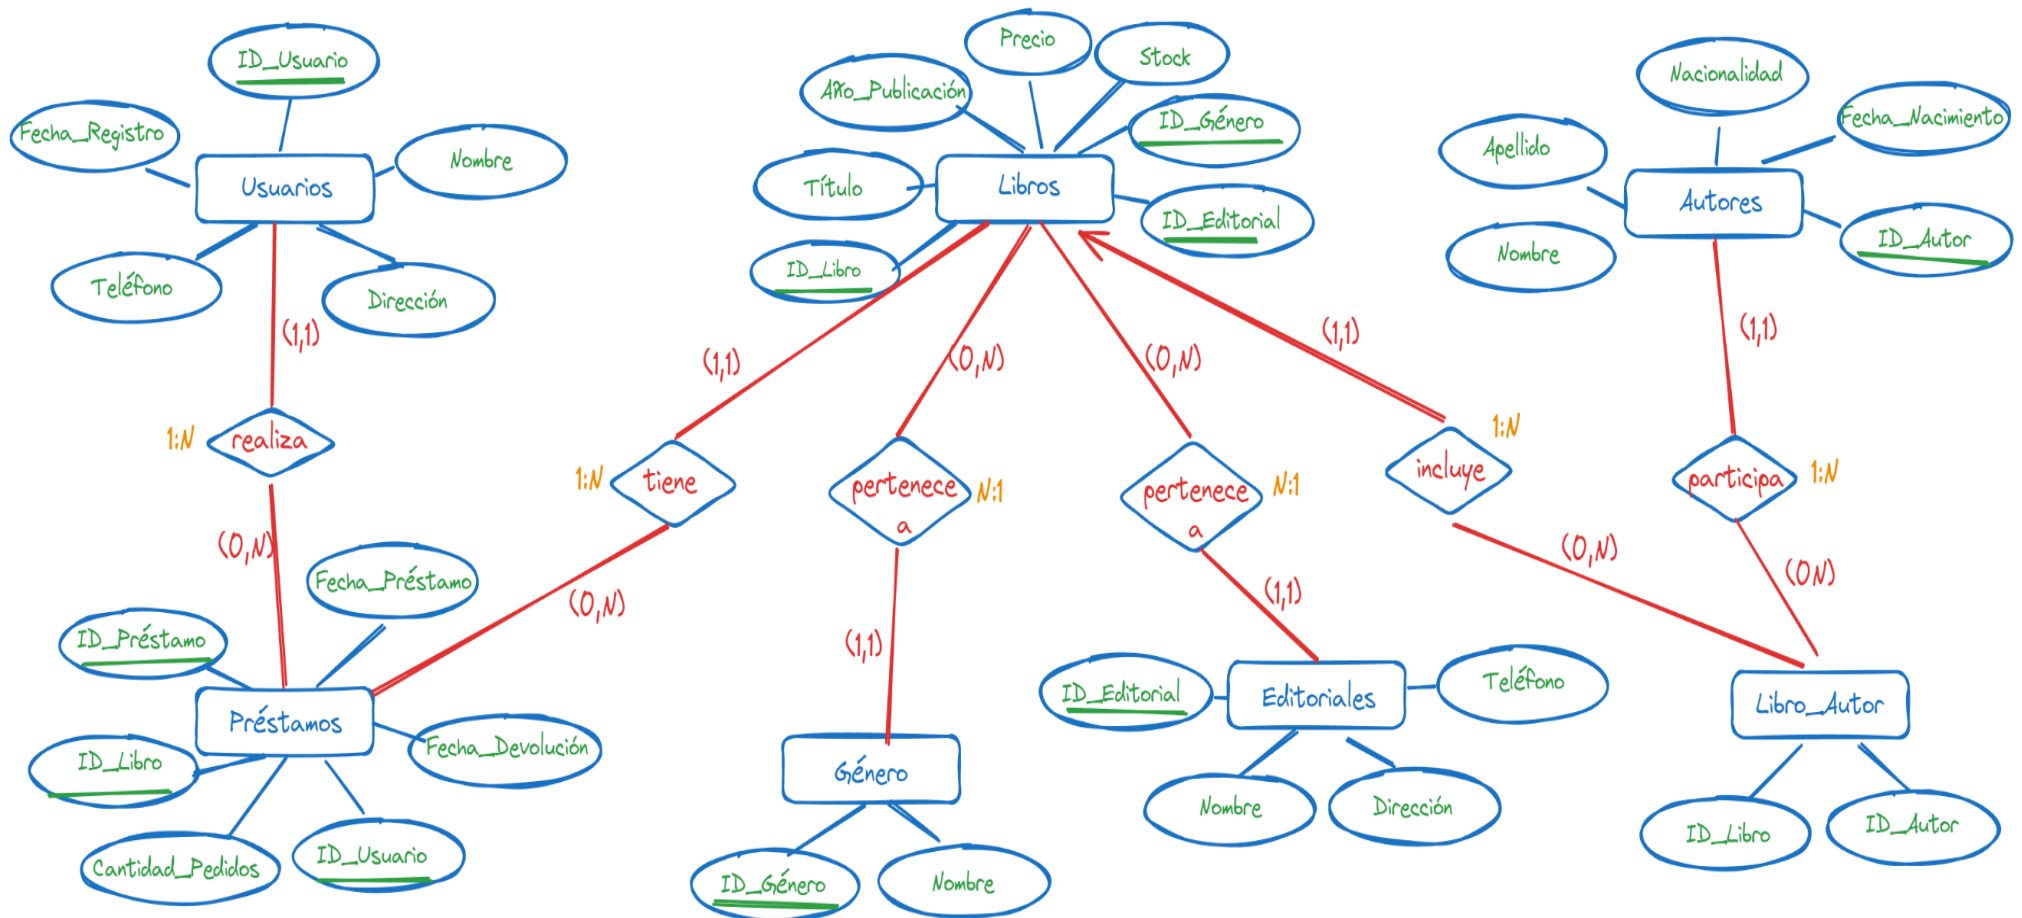 Precio
Stock
ID_Usuario
Nacionalidad
Año_Publicación
ID_Género
Fecha_Nacimiento
Fecha_Registro
Nombre
Apellido
Usuarios
Título
Libros
Autores
ID_Editorial
ID_Autor
Nombre
ID_Libro
Teléfono
Dirección
(1,1)
(1,1)
(0,N)
(0,N)
(1,1)
(1,1)
1:N
realiza
1:N
tiene
pertenece
a
N:1
pertenece
a
N:1
incluye
1:N
participa
1:N
(0,N)
(0,N)
(1,1)
(1,1)
(0,N)
(0N)
Fecha_Préstamo
ID_Préstamo
Préstamos
Fecha_Devolución
ID_Libro
Cantidad_Pedidos
ID_Usuario
Género
ID_Género
Nombre
ID_Editorial
Editoriales
Teléfono
Nombre
Dirección
Libro_Autor
ID_Libro
ID_Autor